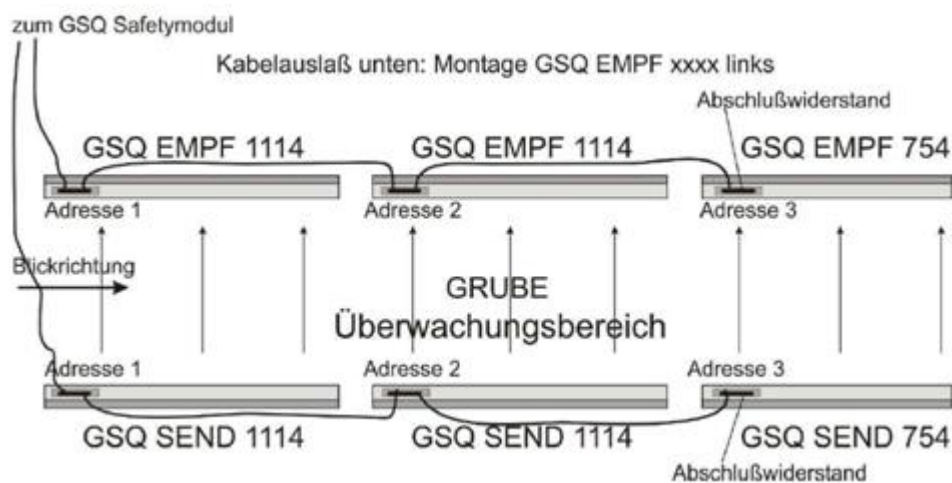 zum GSQ Safetymodul
Kabelauslaß unten: Montage GSQ EMPF xxxx links
Abschlußwiderstand
GSQ EMPF 1114
GSQ EMPF 1114
GSQ EMPF 754
Adresse 1
Adresse 2
Adresse 3
Blickrichtung
GRUBE
Überwachungsbereich
Adresse 1
Adresse 2
Adresse 3
GSQ SEND 1114
GSQ SEND 1114
GSQ SEND 754
Abschlußwiderstand